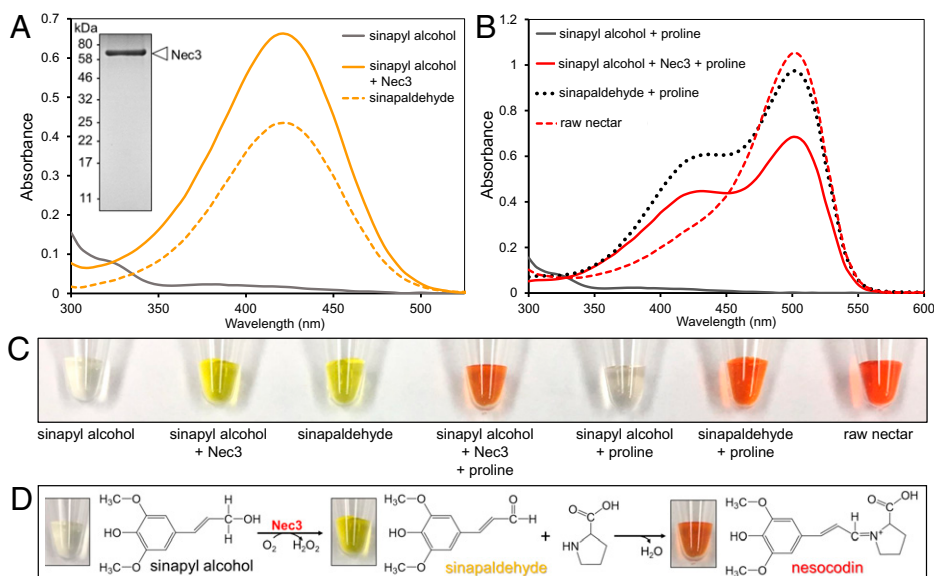 A
0.7
0.6
0.5
0.4
0.3
0.2
0.1
0
300
350
400
450
500
Absorbance
Wavelength (nm)
kDa
80
58
46
32
25
22
17
11
Nec3
sinapyl alcohol
sinapyl alcohol
+ Nec3
sinapaldehyde
B
1.2
1
0.8
0.6
0.4
0.2
0
300
350
400
450
500
550
600
Absorbance
Wavelength (nm)
sinapyl alcohol + proline
sinapyl alcohol + Nec3 + proline
sinapaldehyde + proline
raw nectar
C
sinapyl alcohol
sinapyl alcohol
+ Nec3
sinapaldehyde
sinapyl alcohol
+ Nec3
+ proline
sinapyl alcohol
+ proline
sinapaldehyde
+ proline
raw nectar
D
H₃C
O
HO
O
CH₃
H
OH
H
sinapyl alcohol
Nec3
O₂
H₂O₂
H₃C
O
HO
O
CH₃
O
H
sinapaldehyde
+
O
OH
HN
H₂O
H₃C
O
HO
O
CH₃
H
N⁺
O
OH
nesocodin